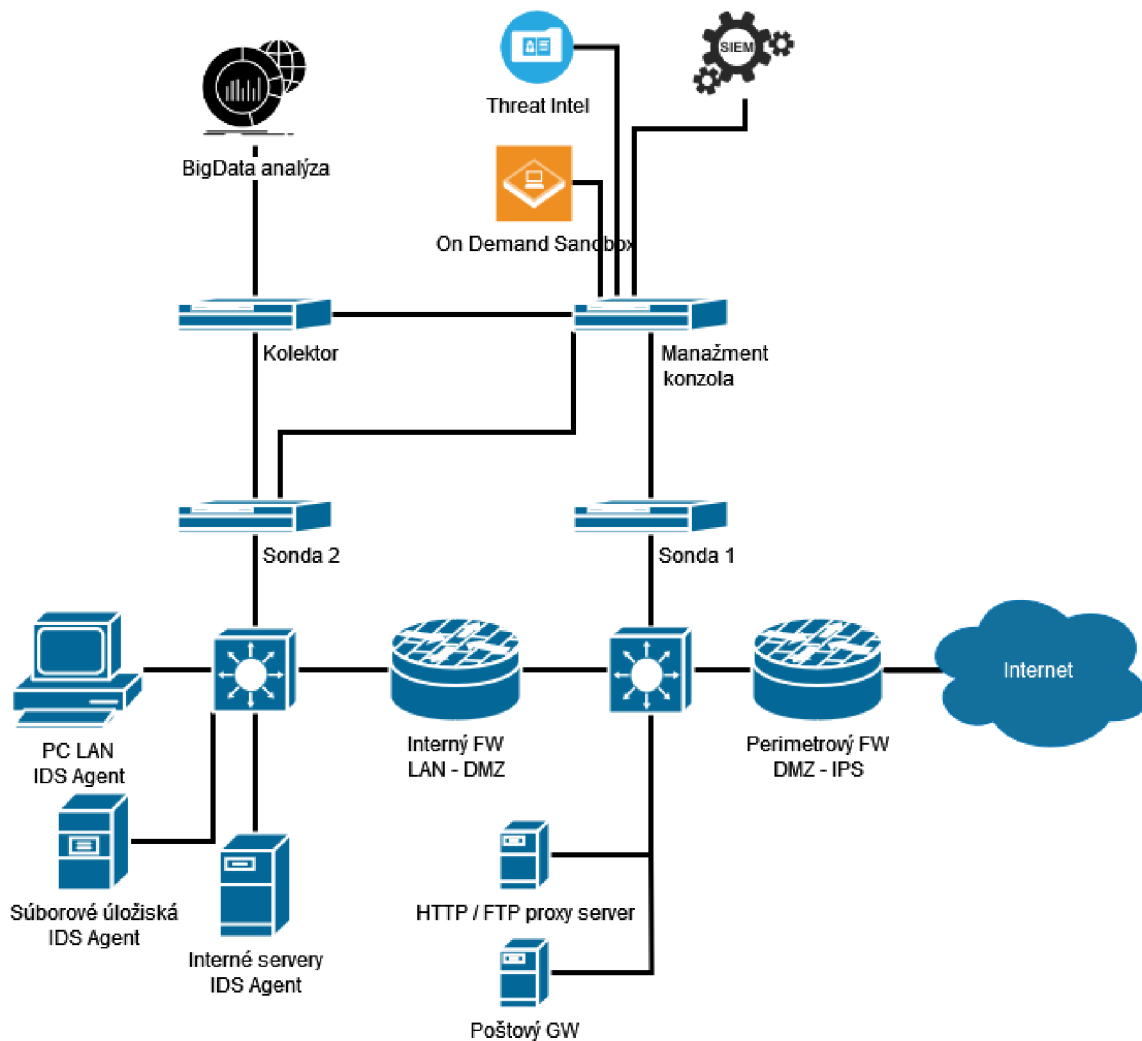 SIEM
Threat Intel
BigData analýza
On Demand Sandbox
Kolektor
Manažment
konzola
Sonda 2
Sonda 1
Internet
PC LAN
IDS Agent
Interný FW
LAN - DMZ
Perimetrový FW
DMZ - IPS
Súborové úložiská
IDS Agent
HTTP / FTP proxy server
Interné servery
IDS Agent
Poštový GW